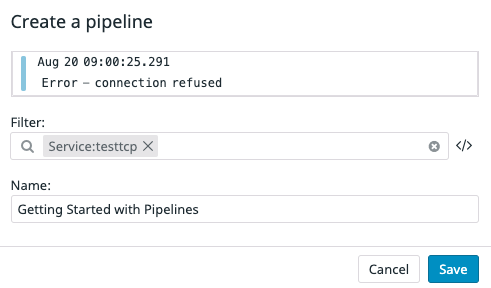 Create a pipeline
Aug 20 09:00:25.291
Error – connection refused
Filter:
Service:testtcp
</>
Name:
Getting Started with Pipelines
Cancel
Save